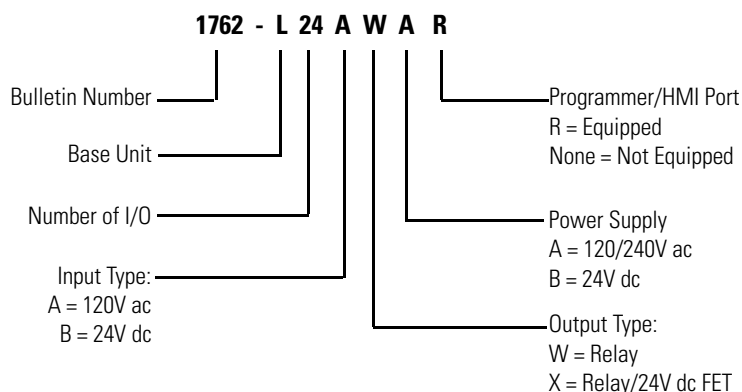 1762 - L 24 A W A R
Bulletin Number
Base Unit
Number of I/O
Input Type:
A = 120V ac
B = 24V dc
Programmer/HMI Port
R = Equipped
None = Not Equipped
Power Supply
A = 120/240V ac
B = 24V dc
Output Type:
W = Relay
X = Relay/24V dc FET